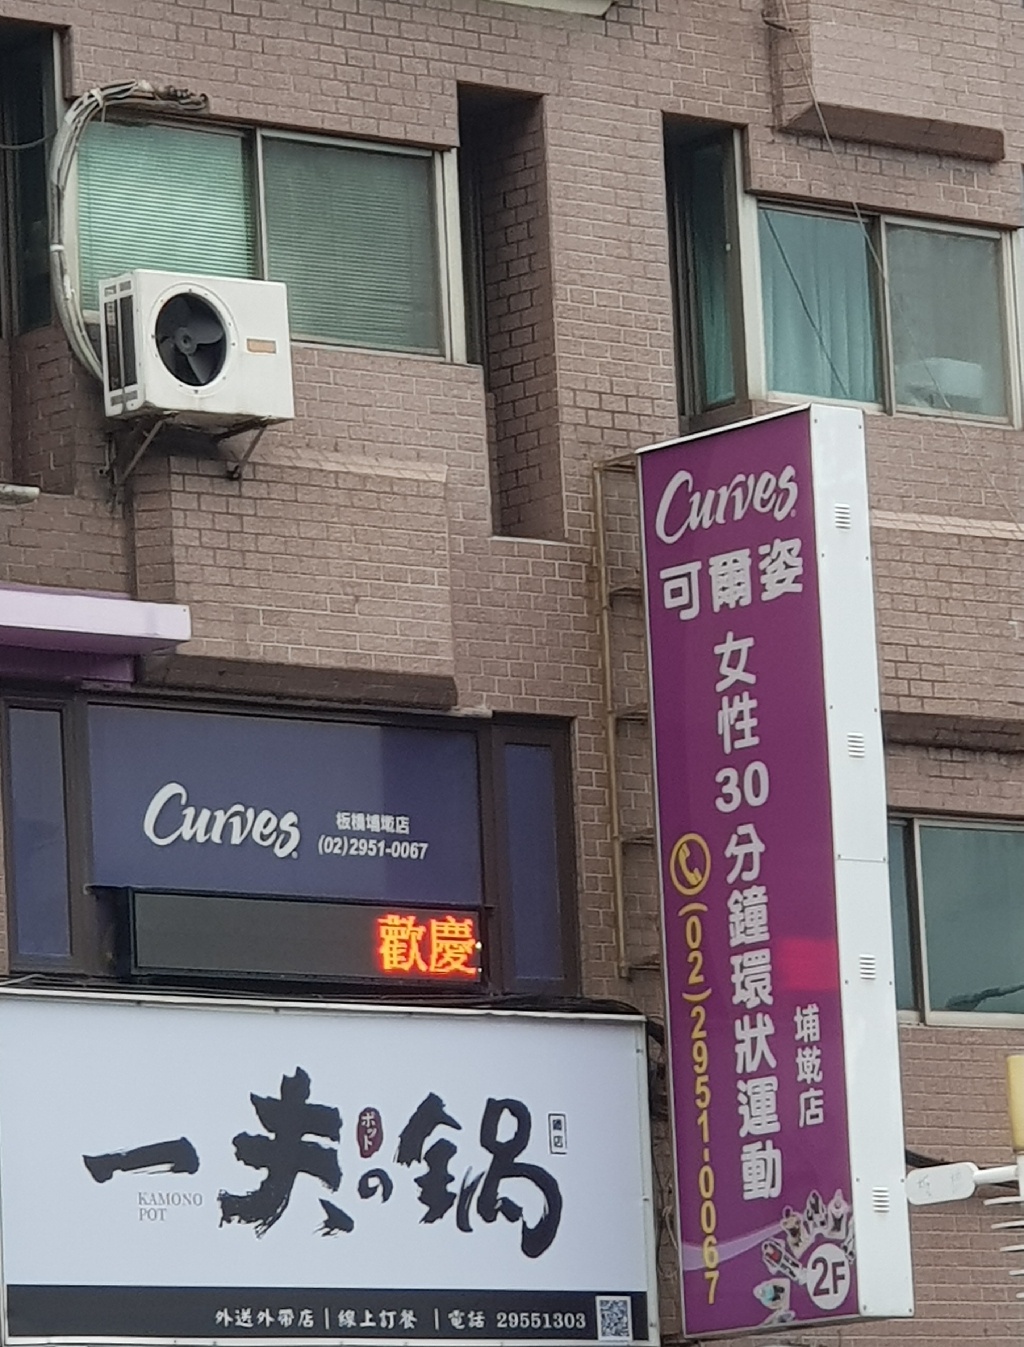 Curves
可爾姿
女性30分鐘環狀運動
(02)2951-0067
埔墘店
2F
Curves
板橋埔墘店
(02)2951-0067
歡慶
一夫の鍋
ポット
KAMONO
POT
外送外帶店|線上訂餐 |電話 29551303